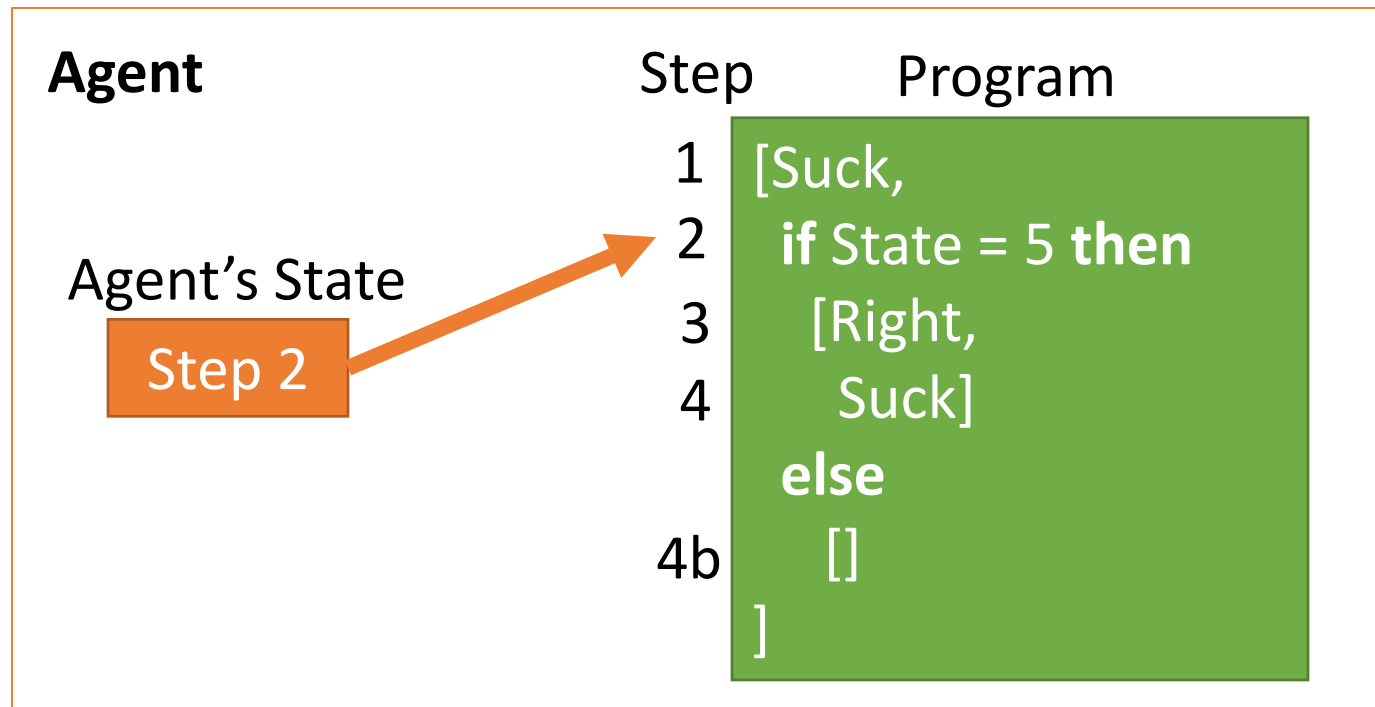 Agent
Step Program
1 [Suck,
2 if State = 5 then
Agent’s State
3 [Right,
Step 2
4 Suck]
else
4b []
]